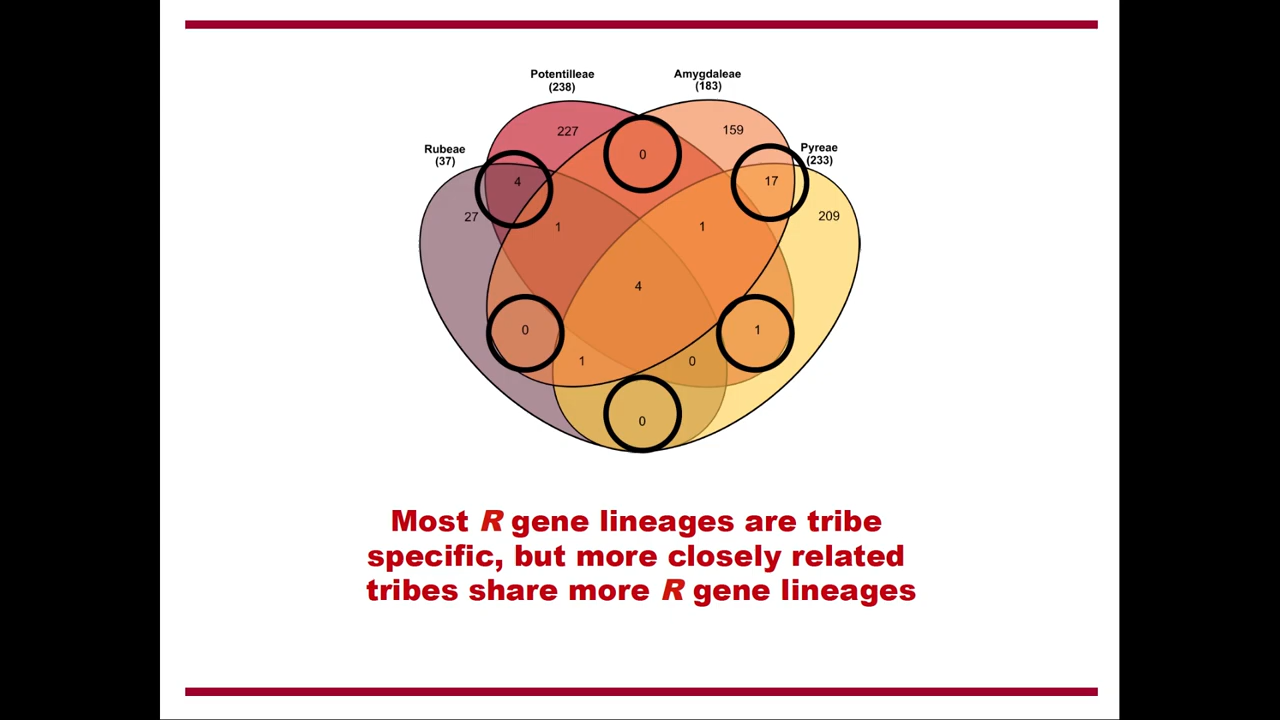 Potentilleae
(238)
Amygdaleae
(183)
Rubeae
(37)
Pyreae
(233)
227
159
0
4
17
27
209
1
1
4
0
1
1
0
0
Most R gene lineages are tribe
specific, but more closely related
tribes share more R gene lineages